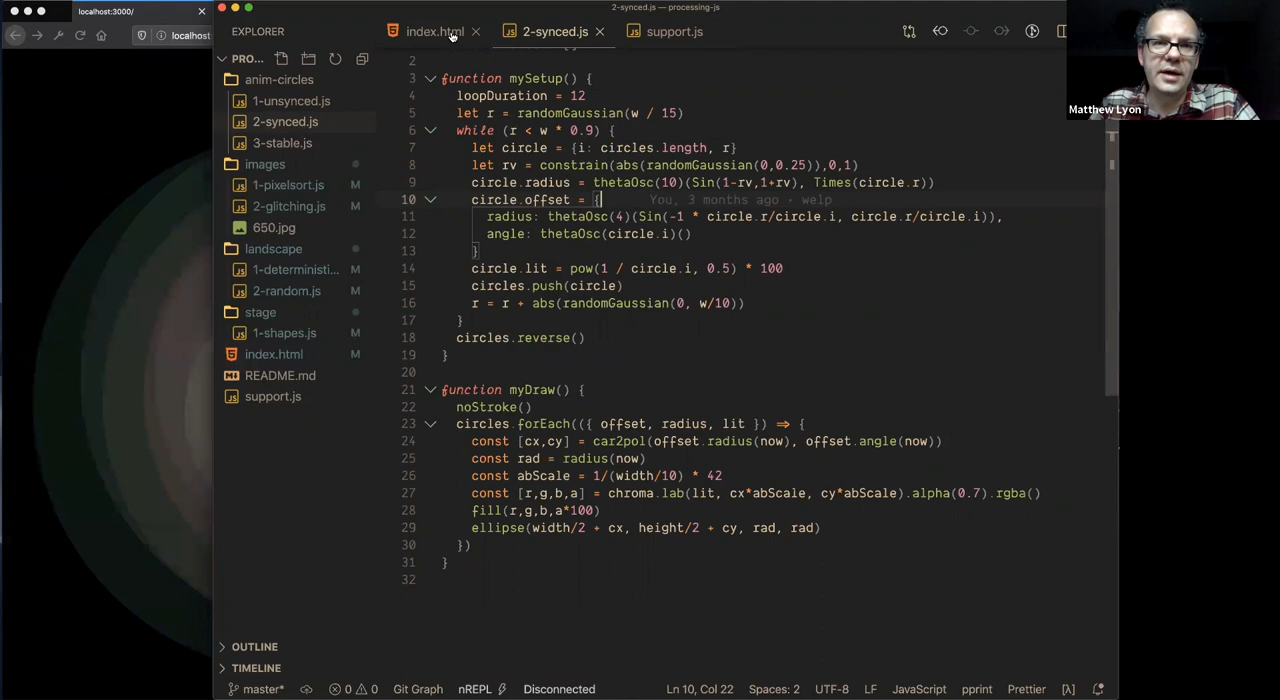 localhost:3000/
localhost
2-synced.js — processing-js
EXPLORER
index.html
2-synced.js
support.js
PRO...
anim-circles
1-unsynced.js
2-synced.js
3-stable.js
images
1-pixelsort.js M
2-glitching.js M
650.jpg
landscape
1-deterministi... M
2-random.js M
stage
1-shapes.js M
index.html M
README.md
support.js
OUTLINE
TIMELINE
2
3 function mySetup() {
4 loopDuration = 12
5 let r = randomGaussian(w / 15)
6 while (r < w * 0.9) {
7 let circle = {i: circles.length, r}
8 let rv = constrain(abs(randomGaussian(0,0.25)),0,1)
9 circle.radius = thetaOsc(10)(Sin(1-rv,1+rv), Times(circle.r))
10 circle.offset = { You, 3 months ago • welp
11 radius: thetaOsc(4)(Sin(-1 * circle.r/circle.i, circle.r/circle.i)),
12 angle: thetaOsc(circle.i)()
13 }
14 circle.lit = pow(1 / circle.i, 0.5) * 100
15 circles.push(circle)
16 r = r + abs(randomGaussian(0, w/10))
17 }
18 circles.reverse()
19 }
20
21 function myDraw() {
22 noStroke()
23 circles.forEach(({ offset, radius, lit }) => {
24 const [cx,cy] = car2pol(offset.radius(now), offset.angle(now))
25 const rad = radius(now)
26 const abScale = 1/(width/10) * 42
27 const [r,g,b,a] = chroma.lab(lit, cx*abScale, cy*abScale).alpha(0.7).rgba()
28 fill(r,g,b,a*100)
29 ellipse(width/2 + cx, height/2 + cy, rad, rad)
30 })
31 }
32
Matthew Lyon
master* 0 0 Git Graph nREPL Disconnected Ln 10, Col 22 Spaces: 2 UTF-8 LF JavaScript pprint Prettier [λ]